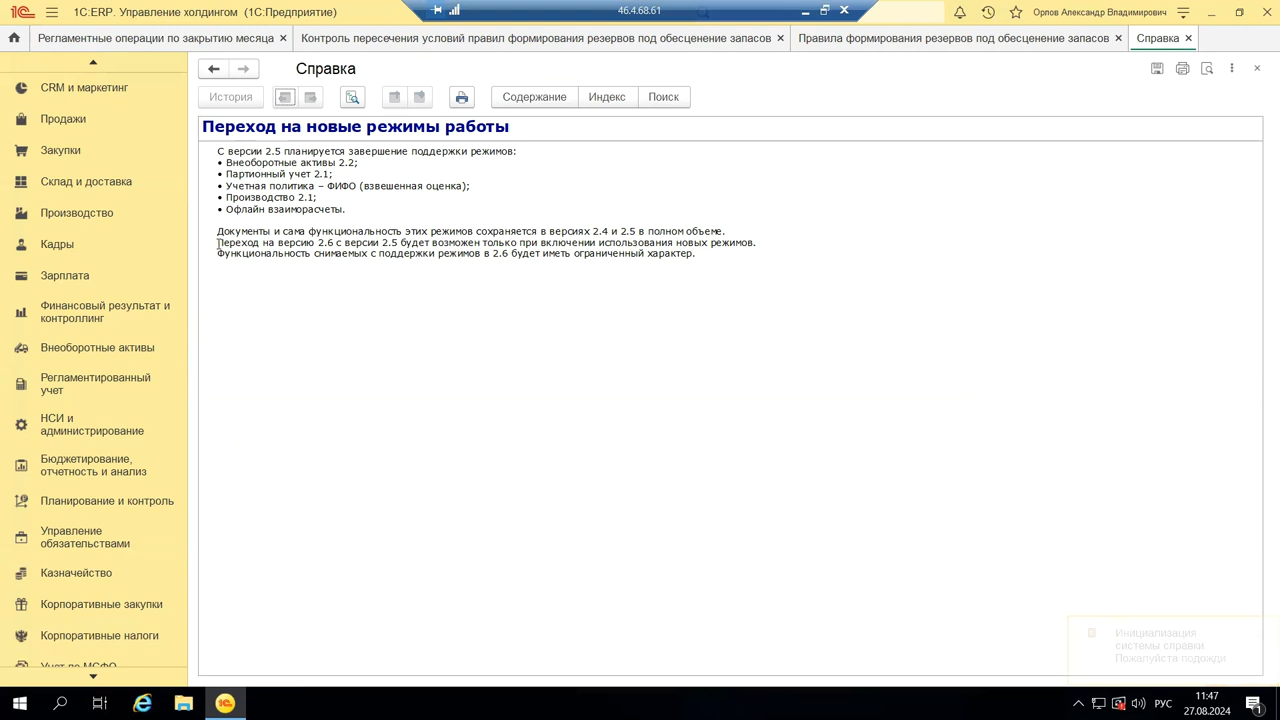 1С:ERP. Управление холдингом (1С:Предприятие)
46.4.68.61
Орлов Александр Владимирович
Регламентные операции по закрытию месяца ×
Контроль пересечения условий правил формирования резервов под обесценение запасов ×
Правила формирования резервов под обесценение запасов ×
Справка ×
CRM и маркетинг
Продажи
Закупки
Склад и доставка
Производство
Кадры
Зарплата
Финансовый результат и
контроллинг
Внеоборотные активы
Регламентированный
учет
НСИ и
администрирование
Бюджетирование,
отчетность и анализ
Планирование и контроль
Управление
обязательствами
Казначейство
Корпоративные закупки
Корпоративные налоги
Учет по МСФО
Справка
История
Содержание
Индекс
Поиск
Переход на новые режимы работы
С версии 2.5 планируется завершение поддержки режимов:
• Внеоборотные активы 2.2;
• Партионный учет 2.1;
• Учетная политика – ФИФО (взвешенная оценка);
• Производство 2.1;
• Офлайн взаиморасчеты.
Документы и сама функциональность этих режимов сохраняется в версиях 2.4 и 2.5 в полном объеме.
Переход на версию 2.6 с версии 2.5 будет возможен только при включении использования новых режимов.
Функциональность снимаемых с поддержки режимов в 2.6 будет иметь ограниченный характер.
Инициализация
системы справки.
Пожалуйста подожди
РУС
11:47
27.08.2024
1